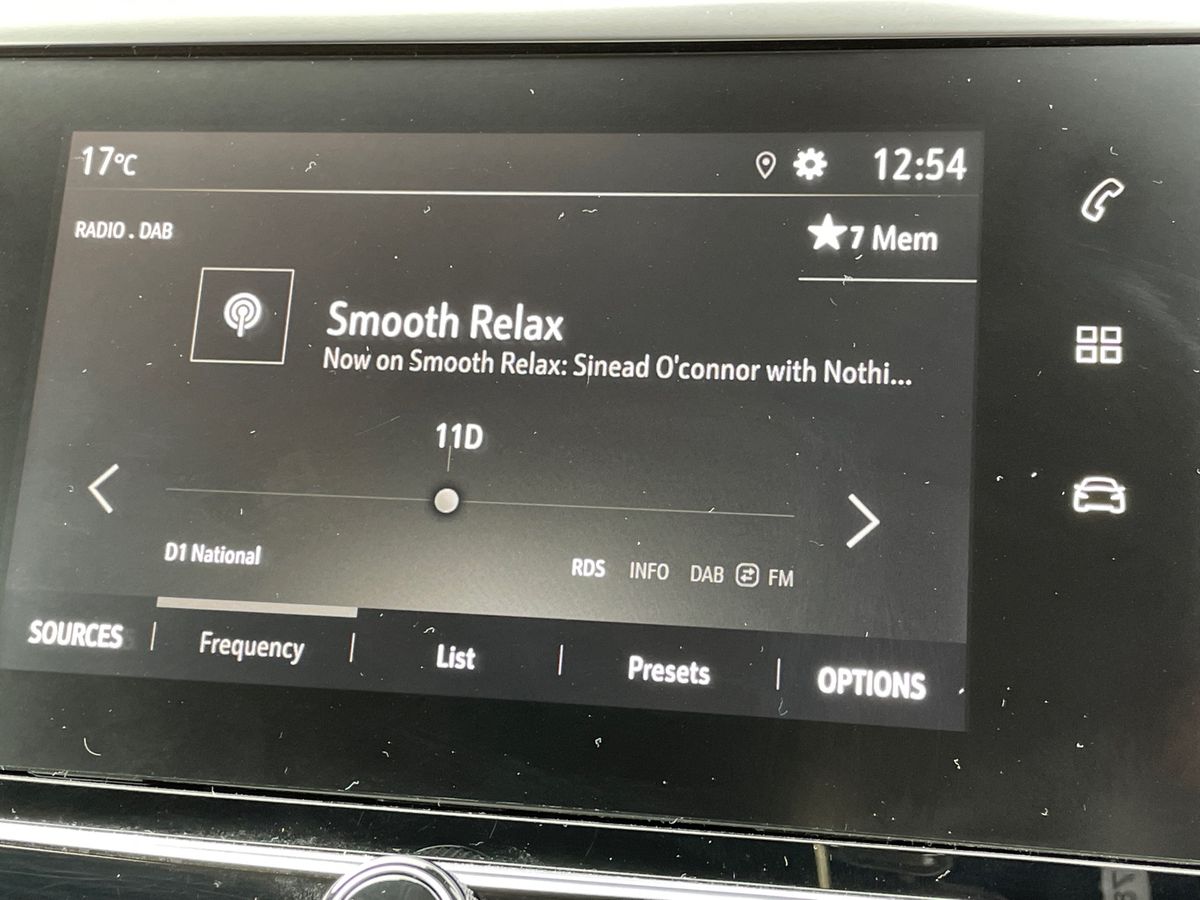 17°C 12:54
RADIO . DAB
7 Mem
Smooth Relax
Now on Smooth Relax: Sinead O'connor with Nothi...
11D
D1 National
RDS INFO DAB FM
SOURCES Frequency List Presets OPTIONS